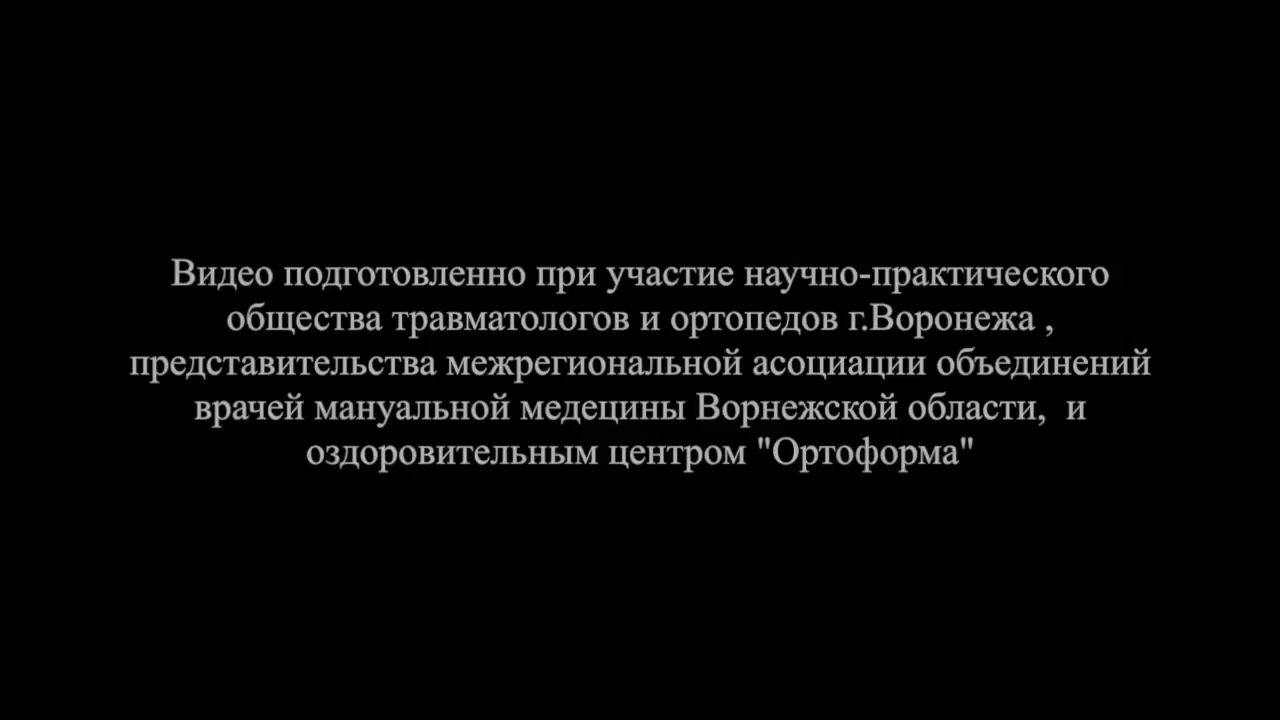 Видео подготовленно при участие научно-практического
общества травматологов и ортопедов г.Воронежа ,
представительства межрегиональной асоциации объединений
врачей мануальной медецины Ворнежской области,  и
оздоровительным центром "Ортоформа"